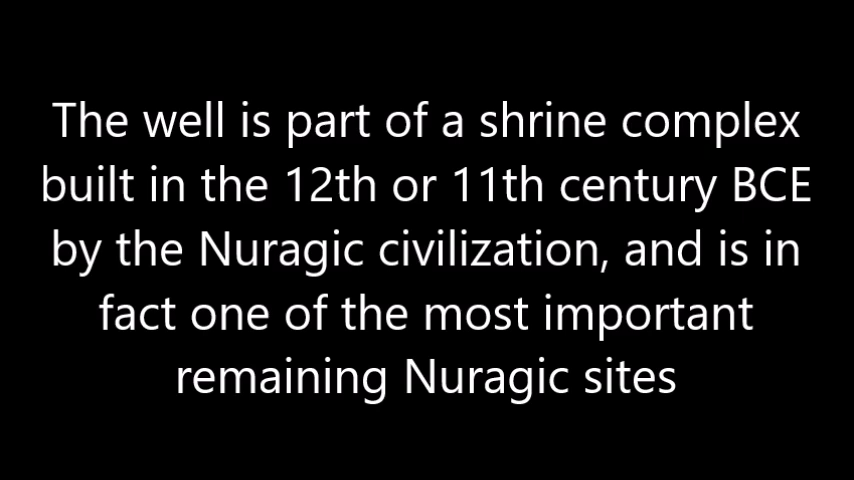 The well is part of a shrine complex
built in the 12th or 11th century BCE
by the Nuragic civilization, and is in
fact one of the most important
remaining Nuragic sites